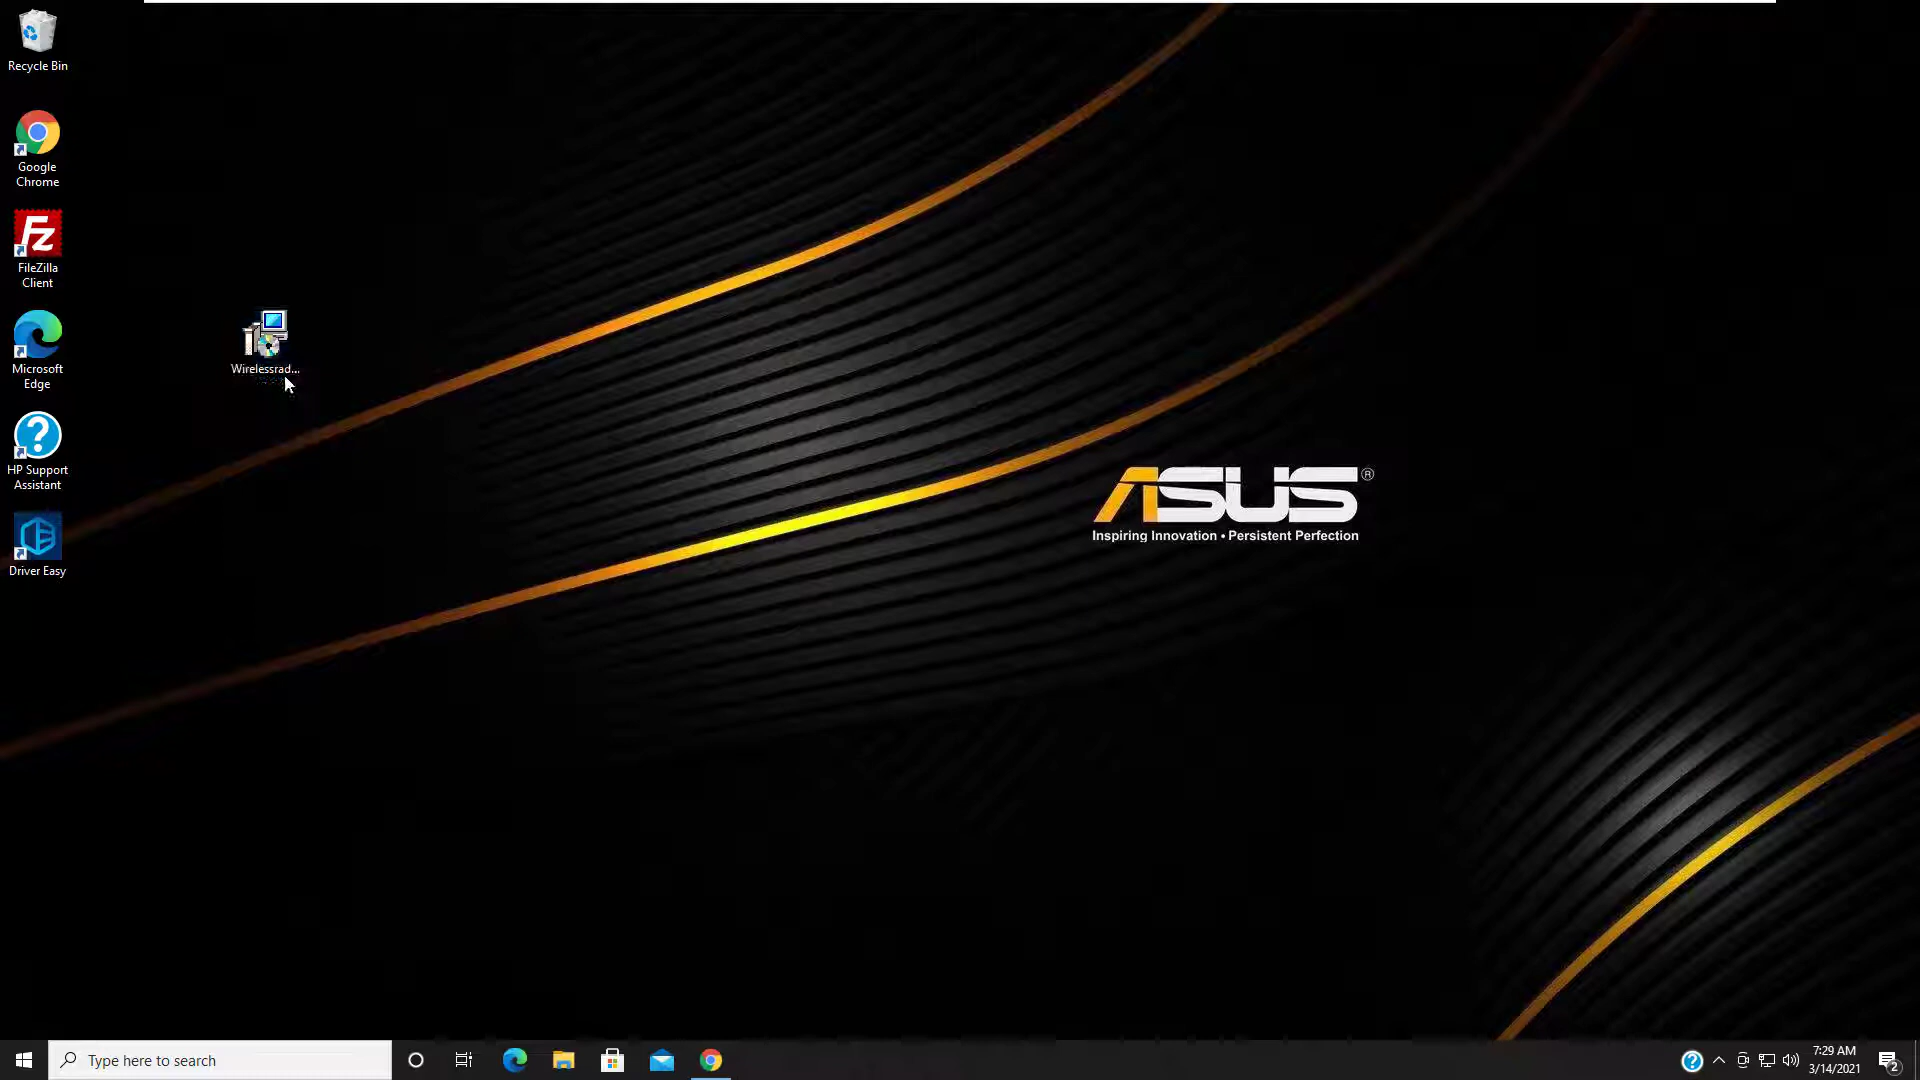 Recycle Bin
Google
Chrome
FileZilla
Client
Microsoft
Edge
HP Support
Assistant
Driver Easy
Wirelessrad...
ASUS®
Inspiring Innovation • Persistent Perfection
Type here to search
7:29 AM
3/14/2021
2